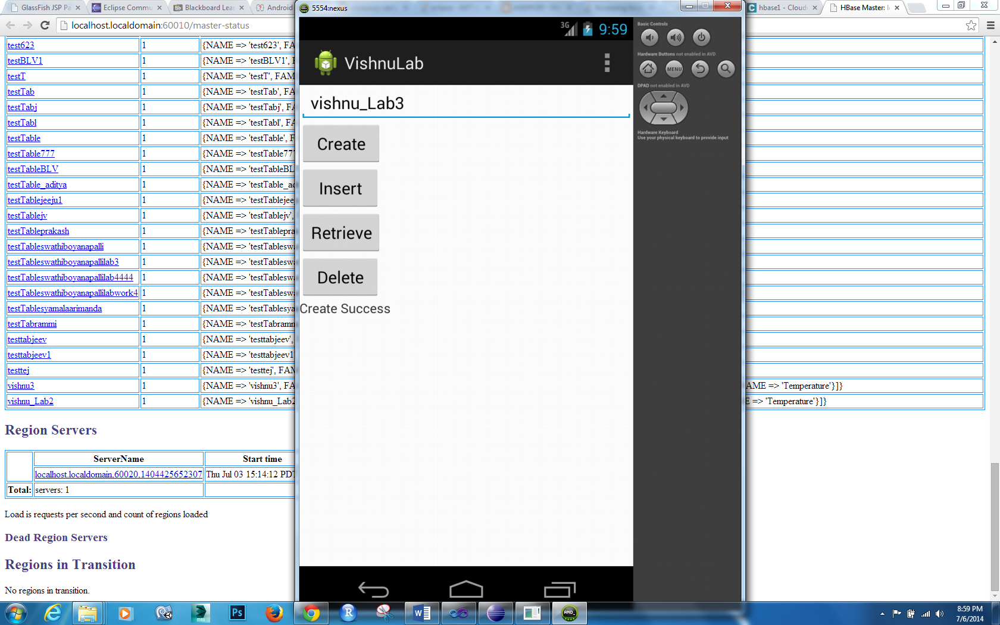 GlassFish JSP Pa
Eclipse Commu
Blackboard Lear
Android
5554:nexus
hbase1 - Cloud
HBase Master: l
localhost.localdomain:60010/master-status
test623 1 {NAME => 'test623', FA
testBLV1 1 {NAME => 'testBLV1', F
testT 1 {NAME => 'testT', FAM
testTab 1 {NAME => 'testTab', FA
testTabj 1 {NAME => 'testTabj', FA
testTabl 1 {NAME => 'testTabl', FA
testTable 1 {NAME => 'testTable', F
testTable777 1 {NAME => 'testTable777
testTableBLV 1 {NAME => 'testTableBL
testTable_aditya 1 {NAME => 'testTable_ad
testTablejeeju1 1 {NAME => 'testTablejee
testTablejv 1 {NAME => 'testTablejv',
testTableprakash 1 {NAME => 'testTablepra
testTableswathiboyanapalli 1 {NAME => 'testTableswa
testTableswathiboyanapallilab3 1 {NAME => 'testTableswa
testTableswathiboyanapallilab4444 1 {NAME => 'testTableswa
testTableswathiboyanapallilabwork4 1 {NAME => 'testTableswa
testTablesyamalaarimanda 1 {NAME => 'testTablesya
testTabrammi 1 {NAME => 'testTabramm
testtabjeev 1 {NAME => 'testtabjeev',
testtabjeev1 1 {NAME => 'testtabjeev1
testtej 1 {NAME => 'testtej', FAM
vishnu3 1 {NAME => 'vishnu3', FA AME => 'Temperature'}]}
vishnu_Lab2 1 {NAME => 'vishnu_Lab2 E => 'Temperature'}]}
Region Servers
ServerName Start time
localhost.localdomain,60020,1404425652307 Thu Jul 03 15:14:12 PDT
Total: servers: 1
Load is requests per second and count of regions loaded
Dead Region Servers
Regions in Transition
No regions in transition.
3G 9:59
VishnuLab
vishnu_Lab3
Create
Insert
Retrieve
Delete
Create Success
Basic Controls
Hardware Buttons not enabled in AVD
MENU
DPAD not enabled in AVD
Hardware Keyboard
Use your physical keyboard to provide input
8:59 PM
7/6/2014